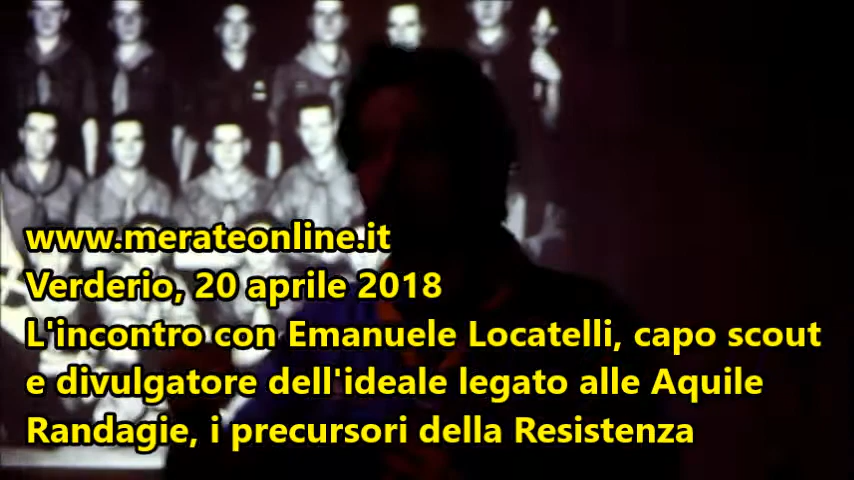 www.merateonline.it
Verderio, 20 aprile 2018
L'incontro con Emanuele Locatelli, capo scout
e divulgatore dell'ideale legato alle Aquile
Randagie, i precursori della Resistenza